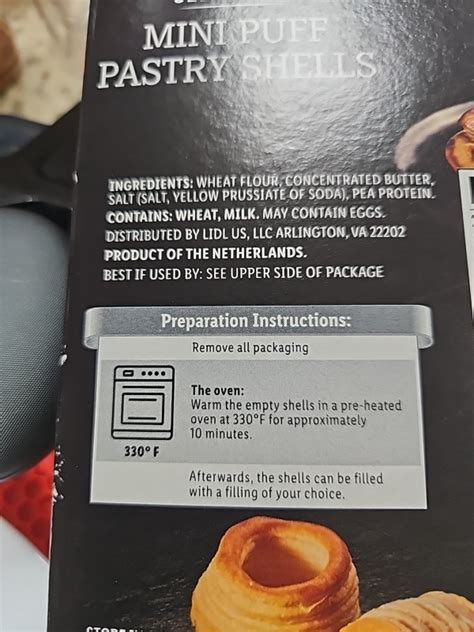 MINI PUFF
PASTRY SHELLS
INGREDIENTS: WHEAT FLOUR, CONCENTRATED BUTTER,
SALT (SALT, YELLOW PRUSSIATE OF SODA), PEA PROTEIN.
CONTAINS: WHEAT, MILK. MAY CONTAIN EGGS.
DISTRIBUTED BY LIDL US, LLC ARLINGTON, VA 22202
PRODUCT OF THE NETHERLANDS.
BEST IF USED BY: SEE UPPER SIDE OF PACKAGE
Preparation Instructions:
Remove all packaging
The oven:
Warm the empty shells in a pre-heated
oven at 330°F for approximately
10 minutes.
330° F
Afterwards, the shells can be filled
with a filling of your choice.